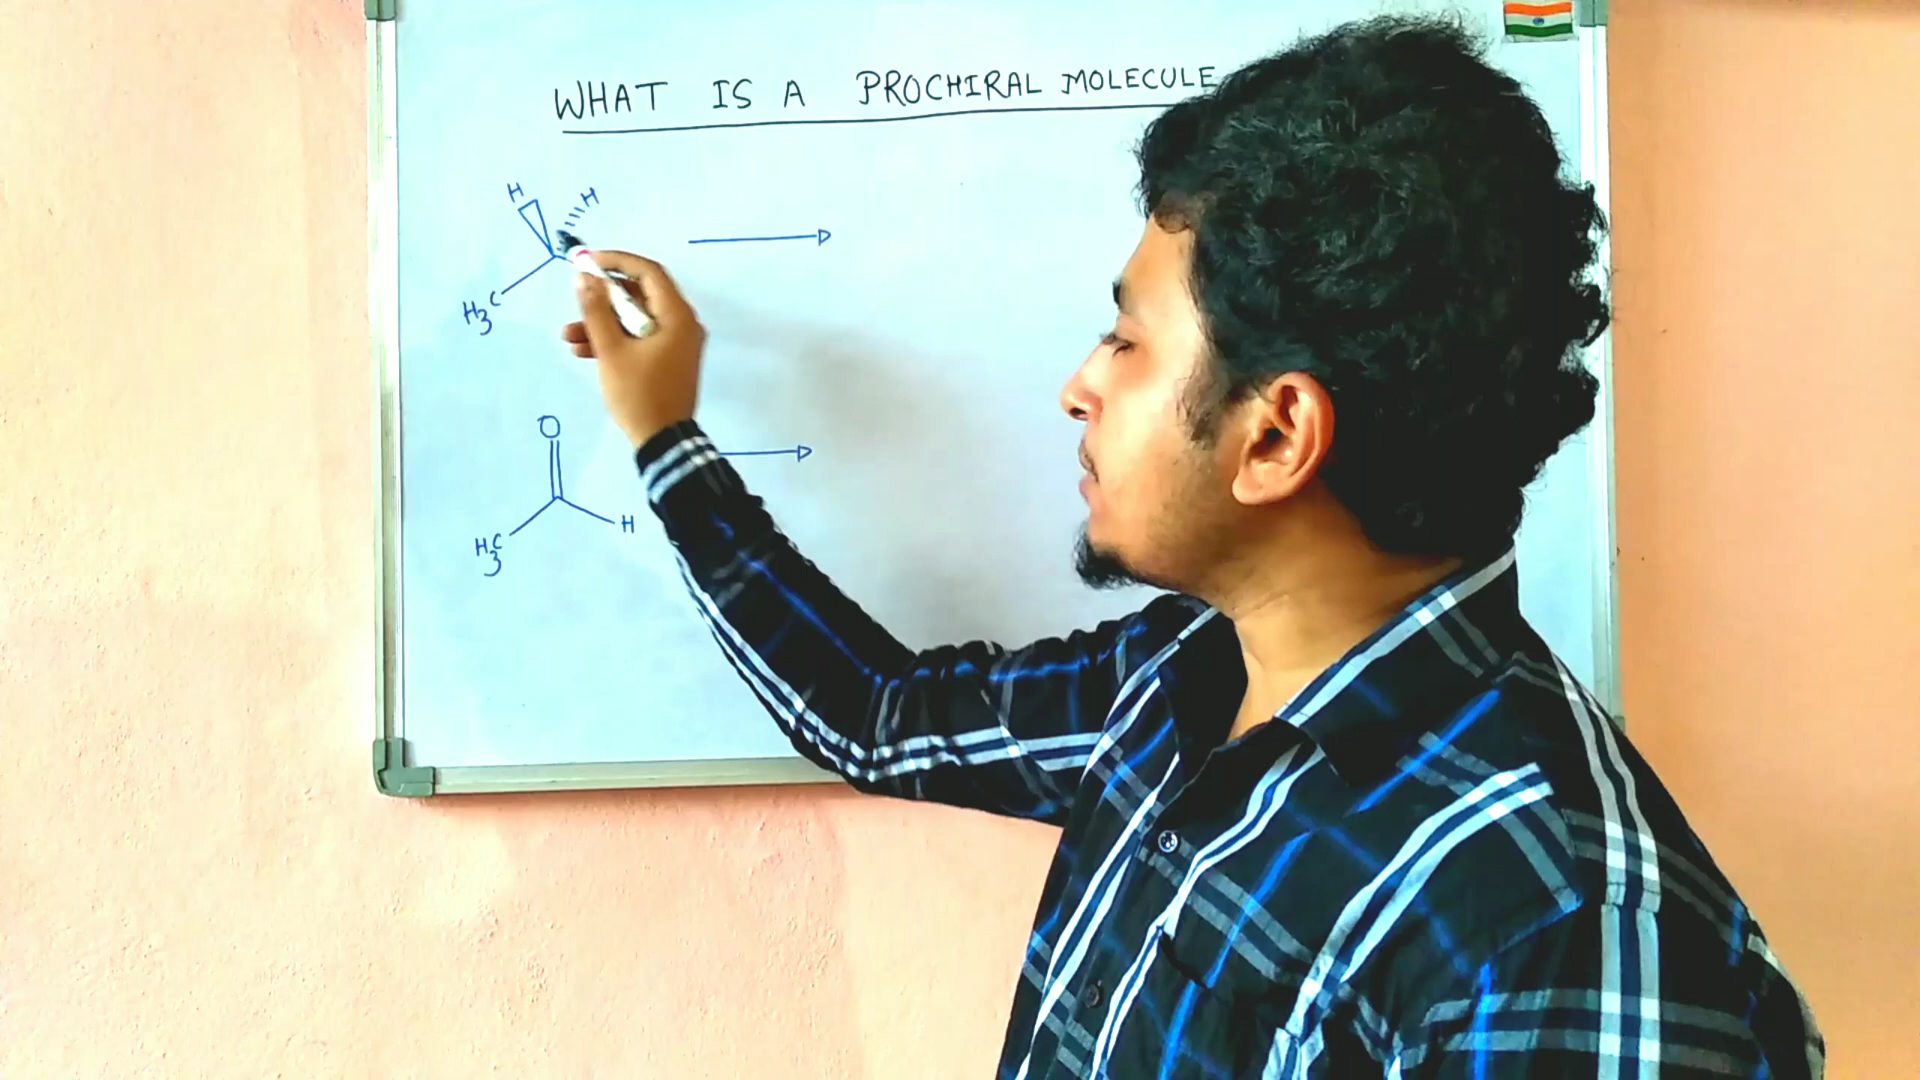 WHAT IS A PROCHIRAL MOLECULE
H H
H3C
O
H
H3C